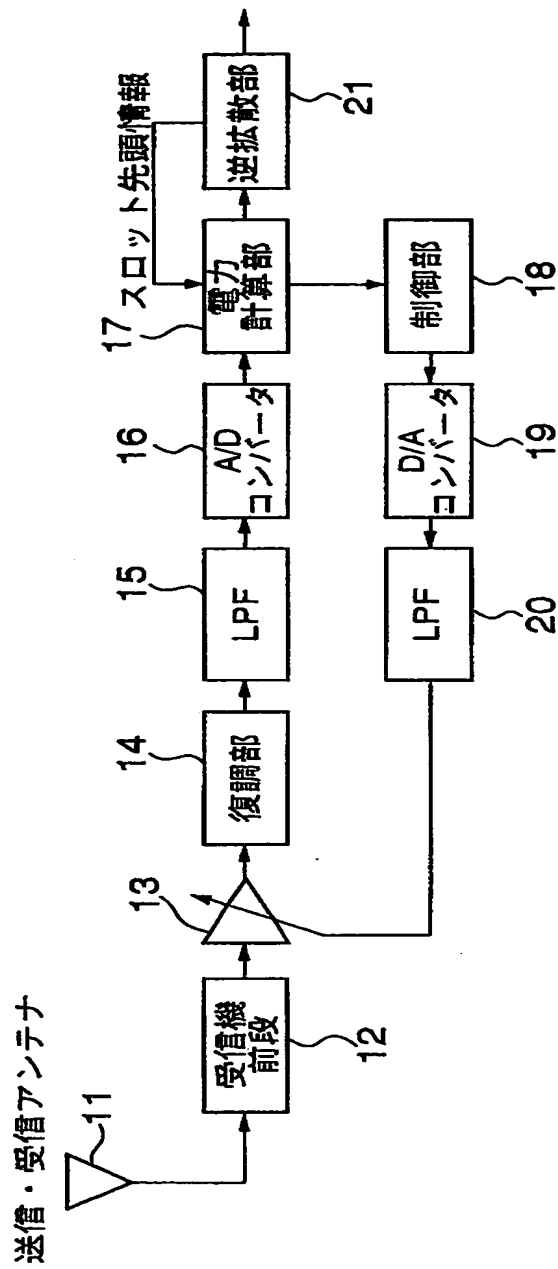 送信・受信アンテナ
11
受信機
前段
12
13
復調部
14
LPF
15
A/D
コンバータ
16
電力
計算部
17
スロット先頭情報
逆拡散部
21
制御部
18
D/A
コンバータ
19
LPF
20